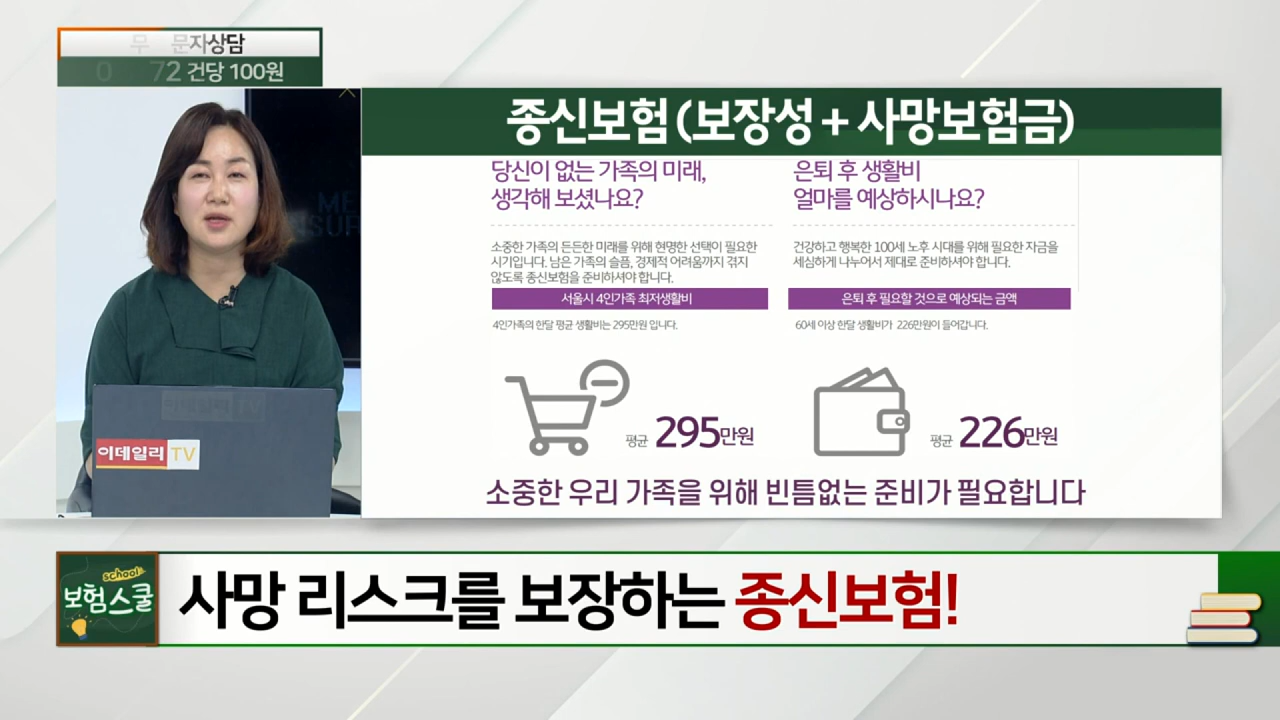 문자상담
72 건당 100원
종신보험 (보장성 + 사망보험금)
당신이 없는 가족의 미래,
생각해 보셨나요?
소중한 가족의 든든한 미래를 위해 현명한 선택이 필요한
시기입니다. 남은 가족의 슬픔, 경제적 어려움까지 겪지
않도록 종신보험을 준비하셔야 합니다.
서울시 4인가족 최저생활비
4인가족의 한달 평균 생활비는 295만원 입니다.
평균 295만원
은퇴 후 생활비
얼마를 예상하시나요?
건강하고 행복한 100세 노후 시대를 위해 필요한 자금을
세심하게 나누어서 제대로 준비하셔야 합니다.
은퇴 후 필요할 것으로 예상되는 금액
60세 이상 한달 생활비가 226만원이 들어갑니다.
평균 226만원
소중한 우리 가족을 위해 빈틈없는 준비가 필요합니다
이데일리 TV
school
보험스쿨
사망 리스크를 보장하는 종신보험!